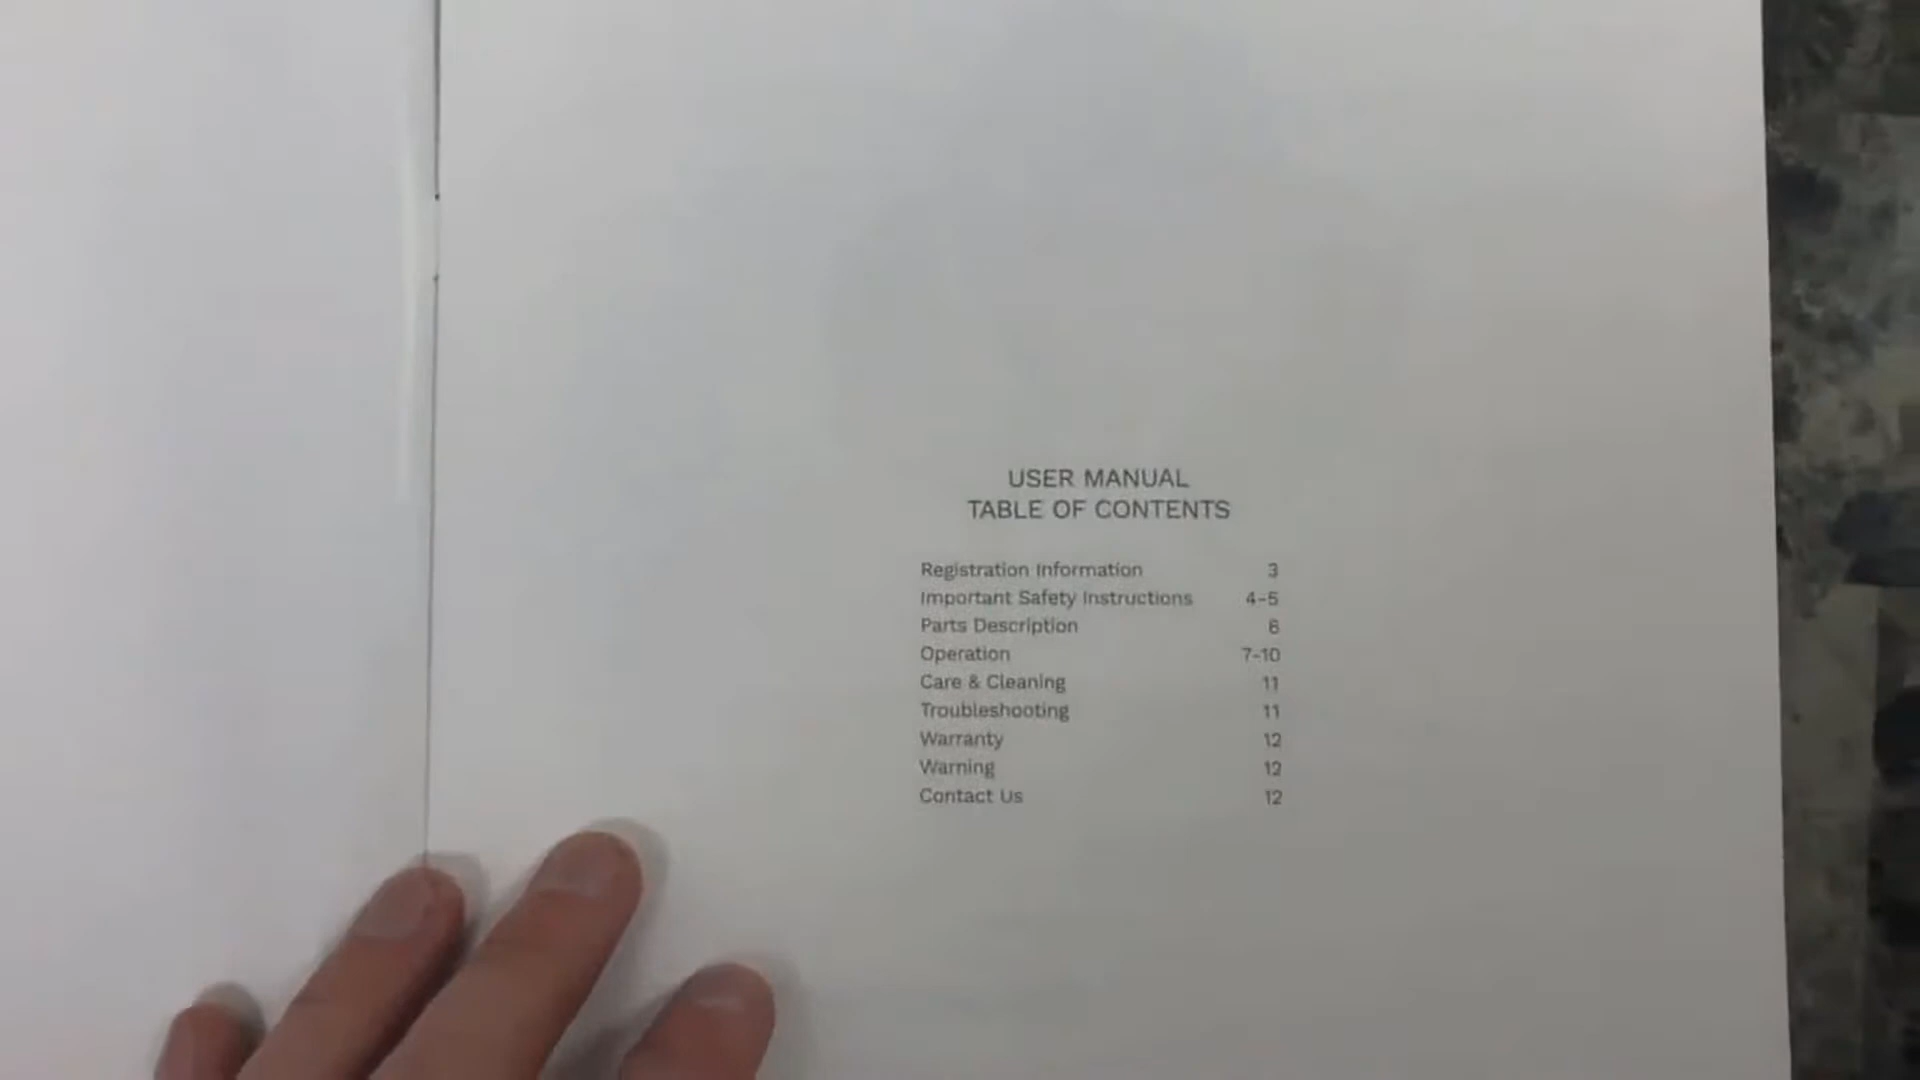 USER MANUAL
TABLE OF CONTENTS
Registration Information 3
Important Safety Instructions 4-5
Parts Description 6
Operation 7-10
Care & Cleaning 11
Troubleshooting 11
Warranty 12
Warning 12
Contact Us 12